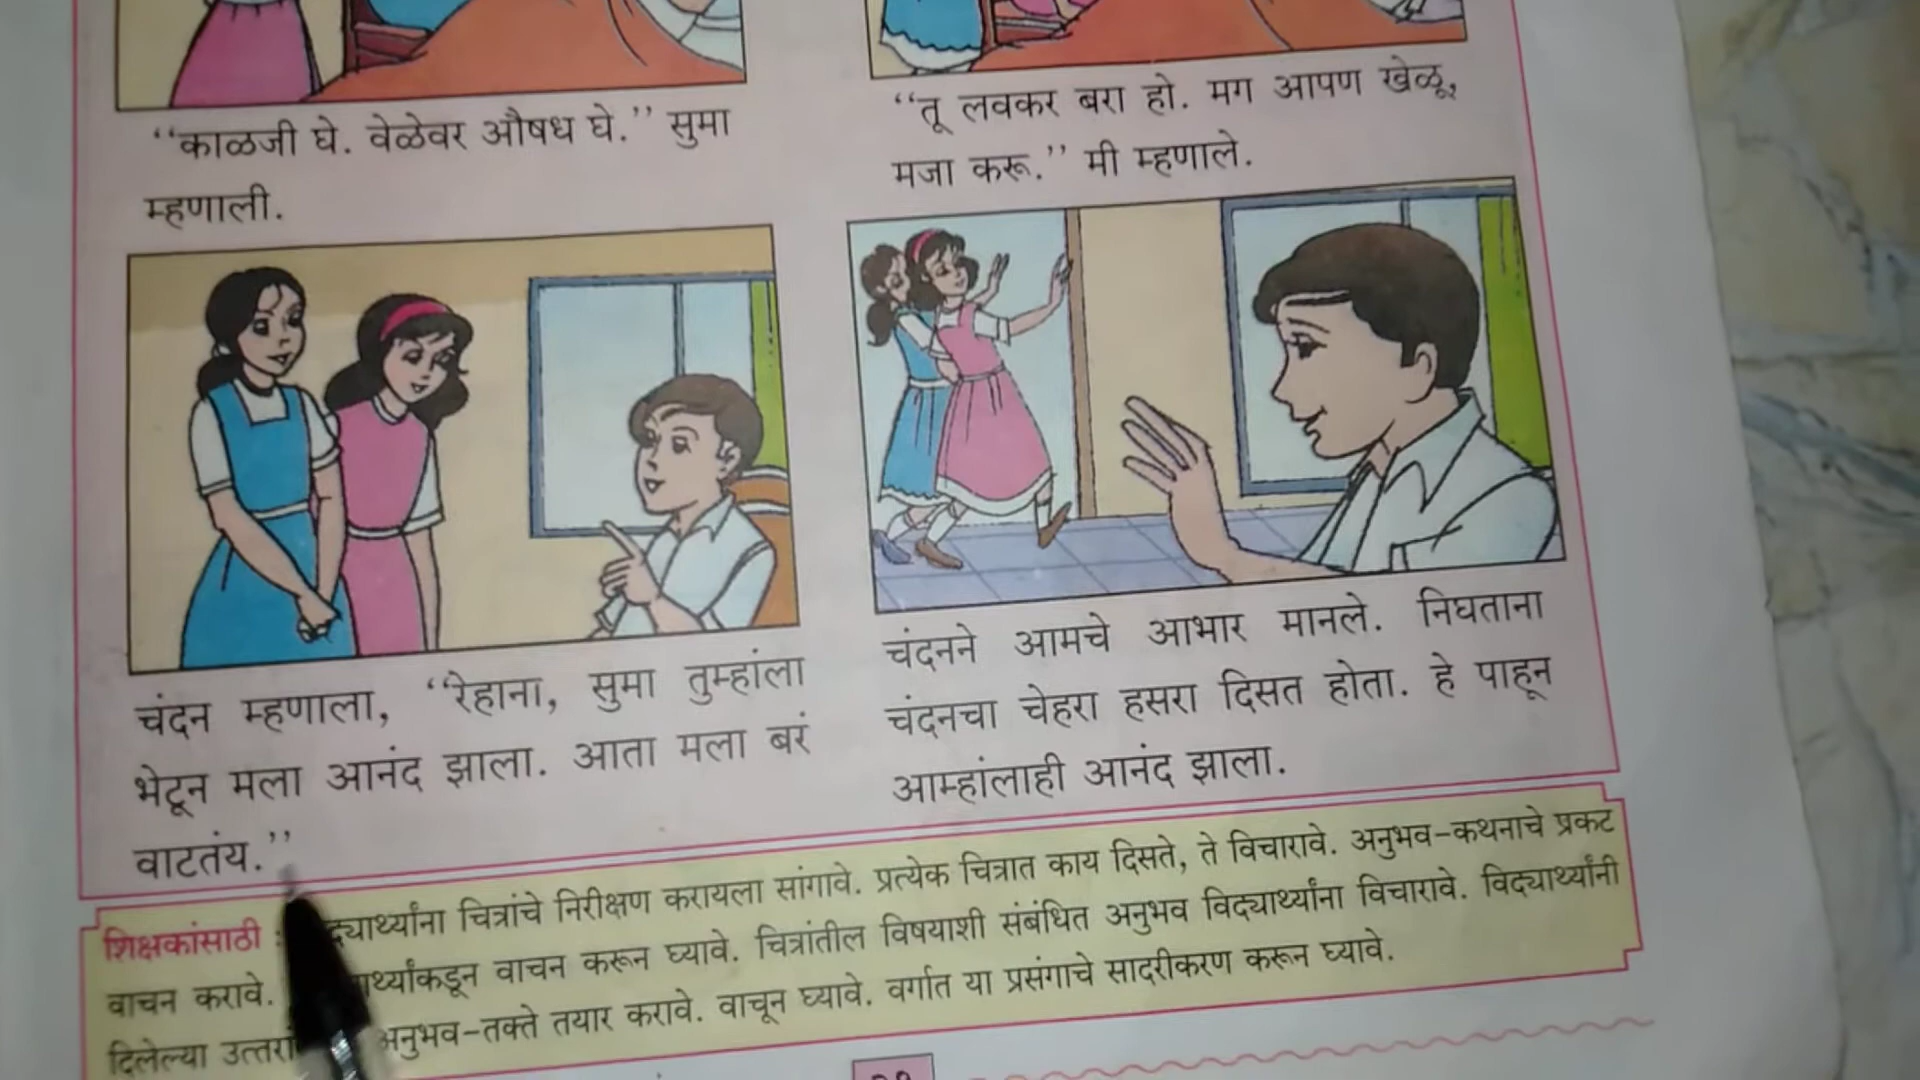 ‘‘काळजी घे. वेळेवर औषध घे.’’ सुमा
म्हणाली.
‘‘तू लवकर बरा हो. मग आपण खेळू,
मजा करू.’’ मी म्हणाले.
चंदन म्हणाला, ‘‘रेहाना, सुमा तुम्हांला
भेटून मला आनंद झाला. आता मला बरं
वाटतंय.’’
चंदनने आमचे आभार मानले. निघताना
चंदनचा चेहरा हसरा दिसत होता. हे पाहून
आम्हांलाही आनंद झाला.
शिक्षकांसाठी : द्यार्थ्यांना चित्रांचे निरीक्षण करायला सांगावे. प्रत्येक चित्रात काय दिसते, ते विचारावे. अनुभव-कथनाचे प्रकट
वाचन करावे. र्थ्यांकडून वाचन करून घ्यावे. चित्रांतील विषयाशी संबंधित अनुभव विद्यार्थ्यांना विचारावे. विद्यार्थ्यांनी
दिलेल्या अनुभव-तक्ते तयार करावे. वाचून घ्यावे. वर्गात या प्रसंगाचे सादरीकरण करून घ्यावे.